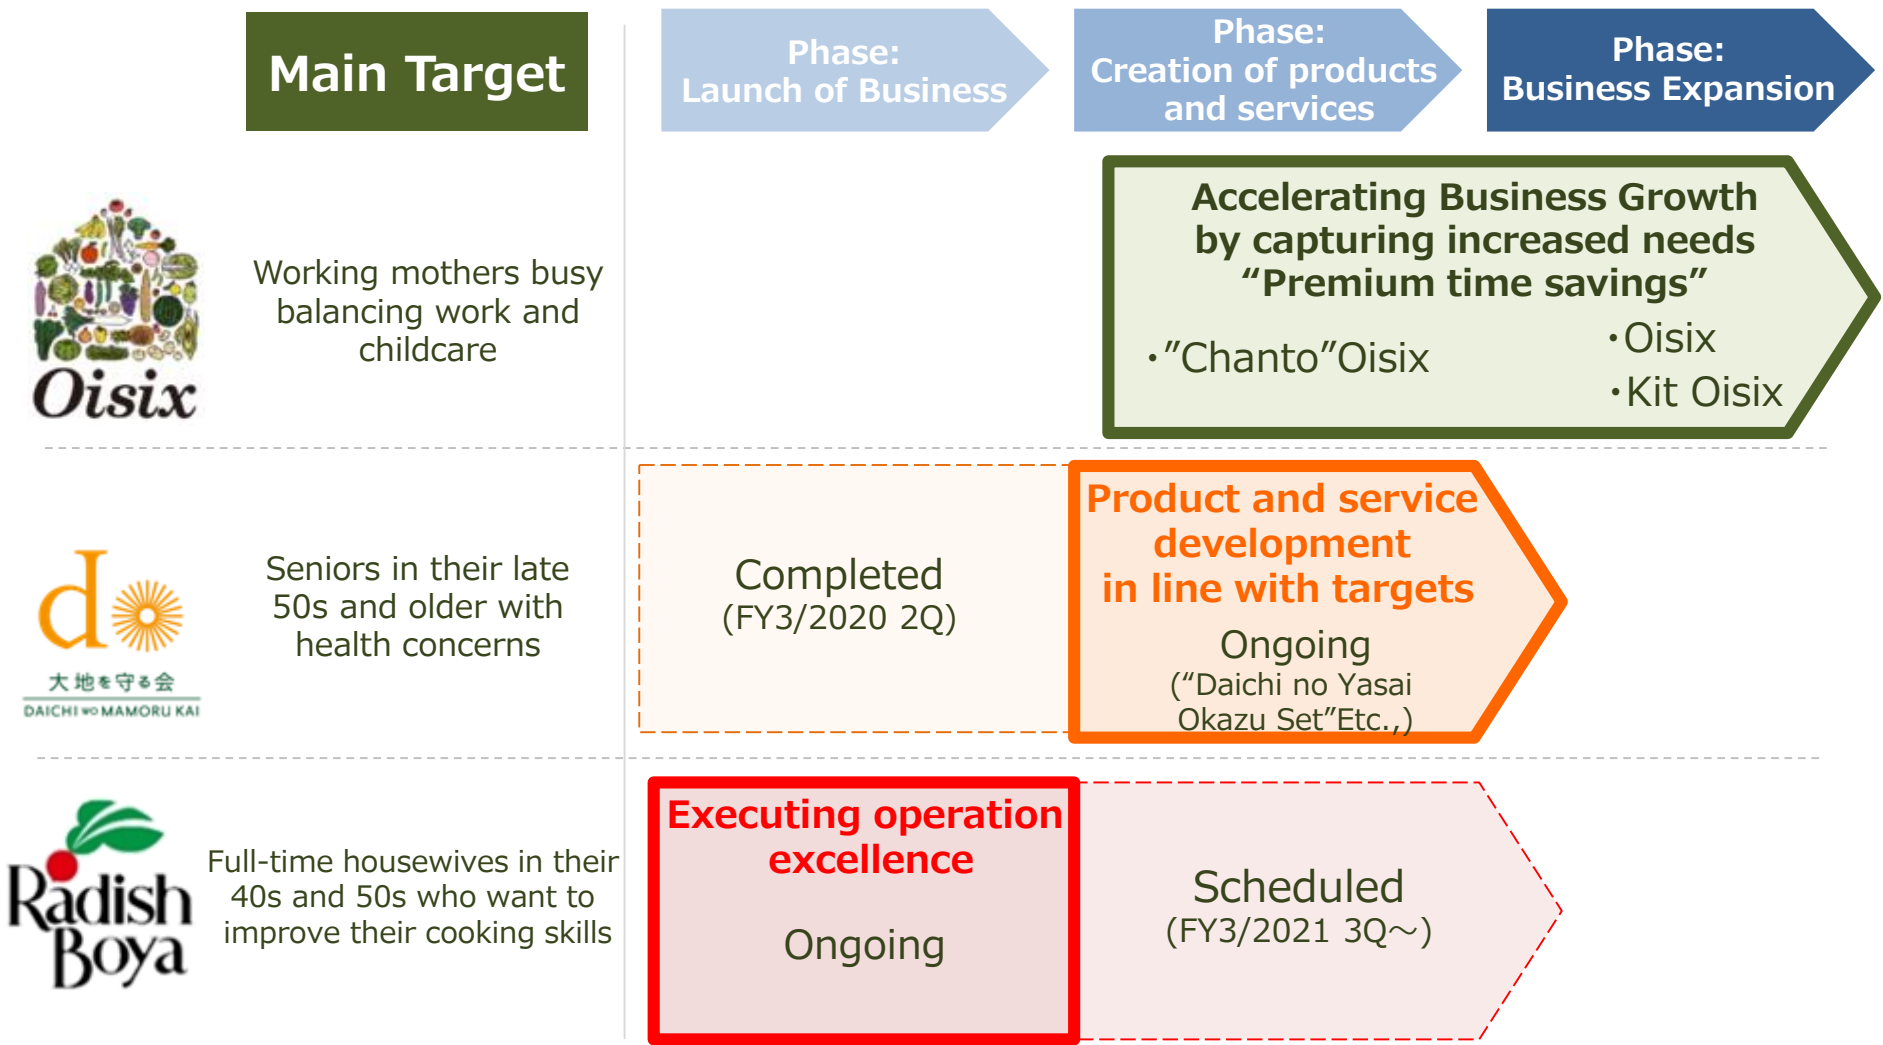 Main Target
Phase:
Launch of Business
Phase:
Creation of products
and services
Phase:
Business Expansion
Oisix
Working mothers busy
balancing work and
childcare
Accelerating Business Growth
by capturing increased needs
“Premium time savings”
・”Chanto”Oisix
・Oisix
・Kit Oisix
do
大地を守る会
DAICHI WO MAMORU KAI
Seniors in their late
50s and older with
health concerns
Completed
(FY3/2020 2Q)
Product and service
development
in line with targets
Ongoing
(“Daichi no Yasai
Okazu Set”Etc.,)
Radish
Boya
Full-time housewives in their
40s and 50s who want to
improve their cooking skills
Executing operation
excellence
Ongoing
Scheduled
(FY3/2021 3Q～)